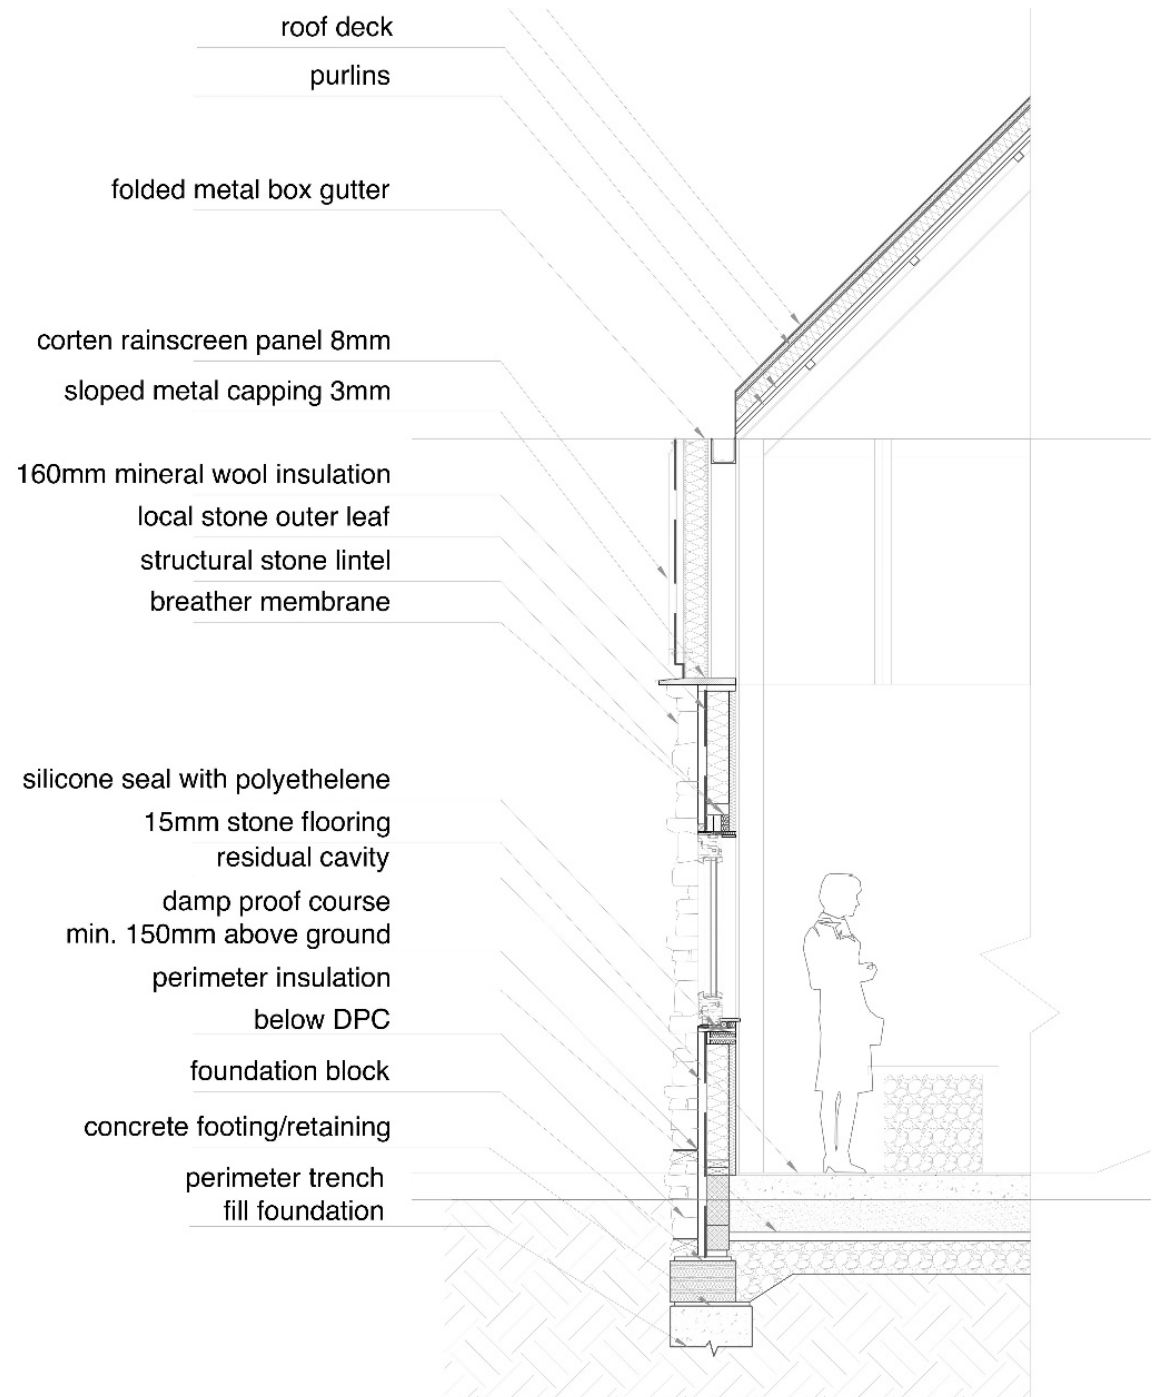 roof deck
purlins
folded metal box gutter
corten rainscreen panel 8mm
sloped metal capping 3mm
160mm mineral wool insulation
local stone outer leaf
structural stone lintel
breather membrane
silicone seal with polyethelene
15mm stone flooring
residual cavity
damp proof course
min. 150mm above ground
perimeter insulation
below DPC
foundation block
concrete footing/retaining
perimeter trench
fill foundation